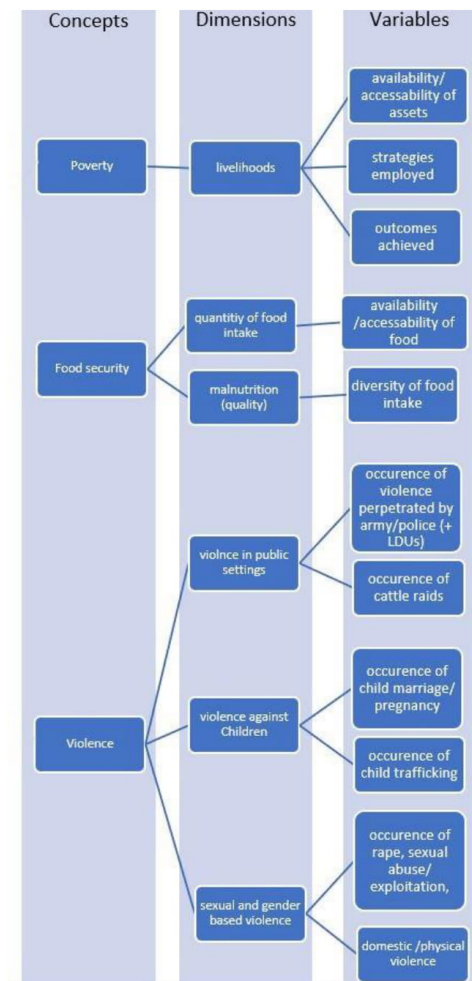 Concepts
Dimensions
Variables
Poverty
livelihoods
availability/
accessability of
assets
strategies
employed
outcomes
achieved
Food security
quantitiy of food
intake
availability
/accessability of
food
malnutrition
(quality)
diversity of food
intake
Violence
violnce in public
settings
occurence of
violence
perpetrated by
army/police (+
LDUs)
occurence of
cattle raids
violence against
Children
occurence of
child marriage/
pregnancy
occurence of
child trafficking
sexual and gender
based violence
occurence of
rape, sexual
abuse/
exploitation,
domestic /physical
violence